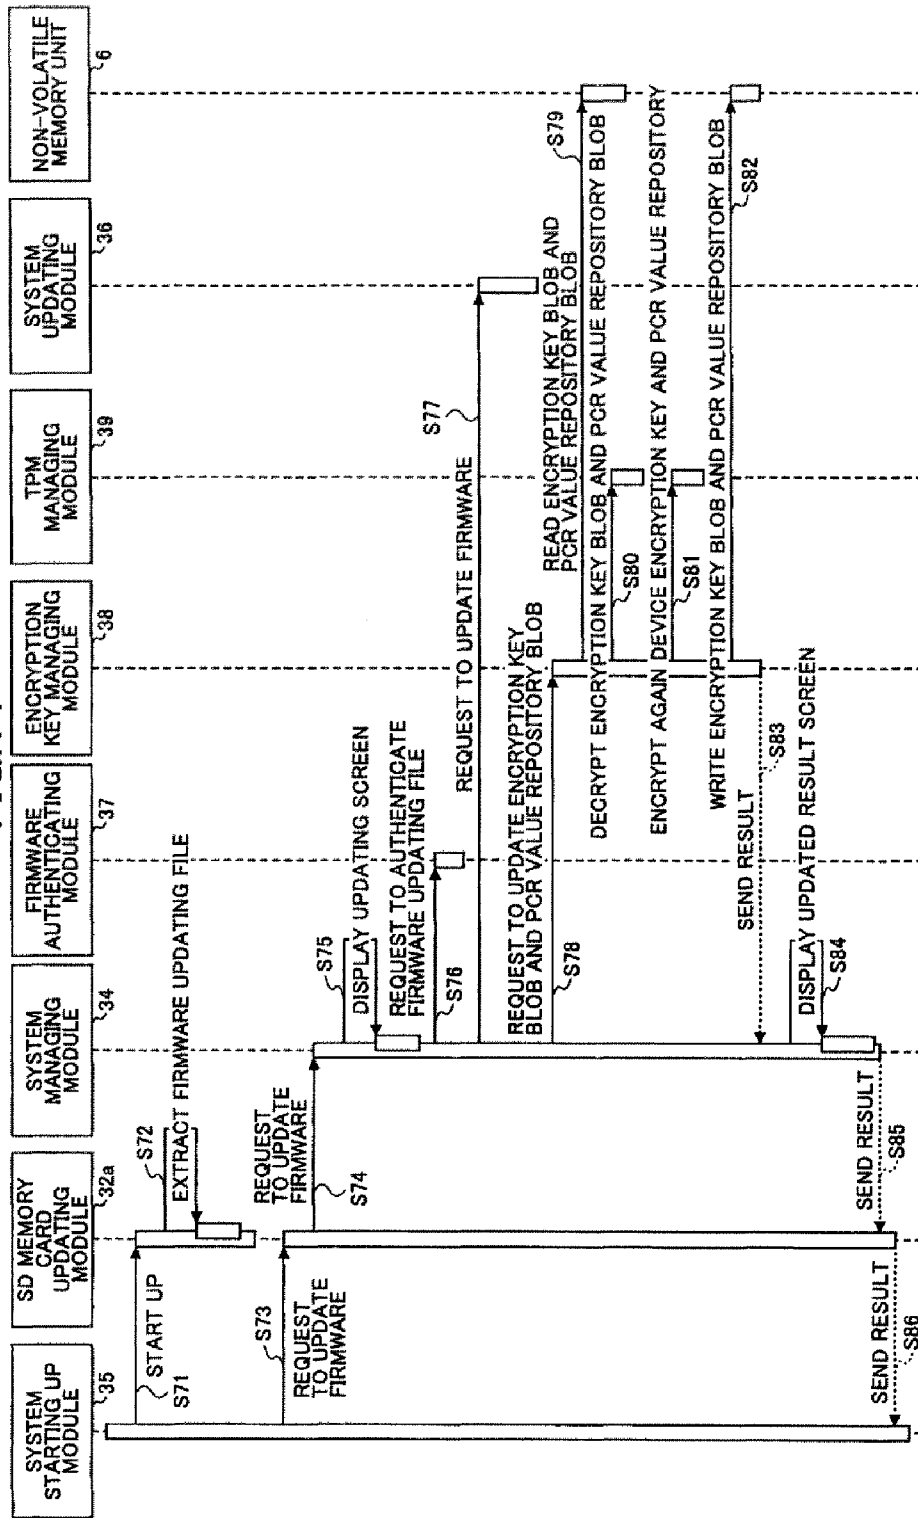 SYSTEM
STARTING UP
MODULE
35
SD MEMORY
CARD
UPDATING
MODULE
32a
SYSTEM
MANAGING
MODULE
34
FIRMWARE
AUTHENTICATING
MODULE
37
ENCRYPTION
KEY MANAGING
MODULE
38
TPM
MANAGING
MODULE
39
SYSTEM
UPDATING
MODULE
36
NON-VOLATILE
MEMORY UNIT
6
START UP
S71
S72
EXTRACT FIRMWARE UPDATING FILE
S73
REQUEST
TO UPDATE
FIRMWARE
REQUEST
TO UPDATE
FIRMWARE
S74
S75
DISPLAY UPDATING SCREEN
REQUEST TO AUTHENTICATE
FIRMWARE UPDATING FILE
S76
REQUEST TO UPDATE FIRMWARE
S77
REQUEST TO UPDATE ENCRYPTION KEY
BLOB AND PCR VALUE REPOSITORY BLOB
S78
READ ENCRYPTION KEY BLOB AND
PCR VALUE REPOSITORY BLOB
S79
DECRYPT ENCRYPTION KEY BLOB AND PCR VALUE REPOSITORY BLOB
S80
ENCRYPT AGAIN DEVICE ENCRYPTION KEY AND PCR VALUE REPOSITORY
S81
WRITE ENCRYPTION KEY BLOB AND PCR VALUE REPOSITORY BLOB
S82
SEND RESULT
S83
DISPLAY UPDATED RESULT SCREEN
S84
SEND RESULT
S85
SEND RESULT
S86